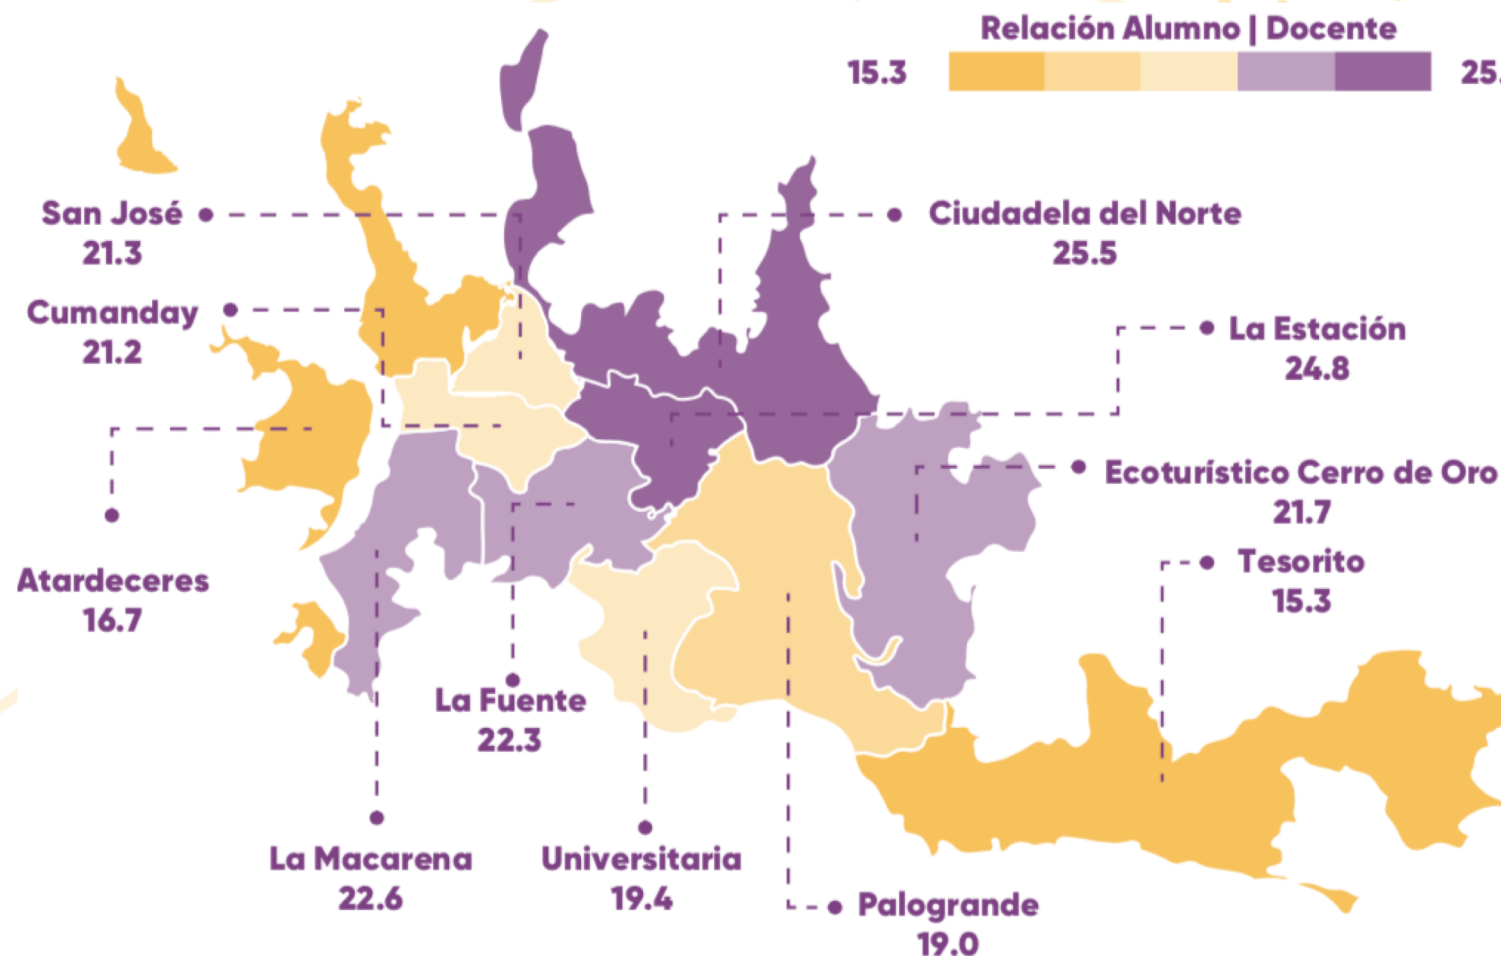 Relación Alumno | Docente
15.3
25.
San José
21.3
Ciudadela del Norte
25.5
Cumanday
21.2
La Estación
24.8
Ecoturístico Cerro de Oro
21.7
Atardeceres
16.7
Tesorito
15.3
La Fuente
22.3
La Macarena
22.6
Universitaria
19.4
Palogrande
19.0